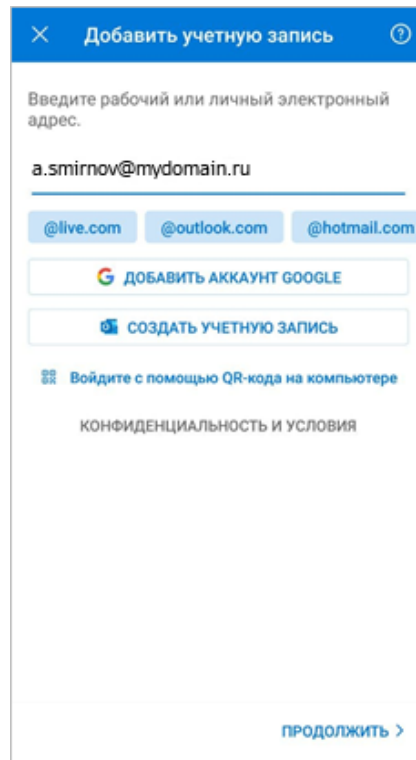 Добавить учетную запись
Введите рабочий или личный электронный
адрес.
a.smirnov@mydomain.ru
@live.com @outlook.com @hotmail.com
ДОБАВИТЬ АККАУНТ GOOGLE
СОЗДАТЬ УЧЕТНУЮ ЗАПИСЬ
Войдите с помощью QR-кода на компьютере
КОНФИДЕНЦИАЛЬНОСТЬ И УСЛОВИЯ
ПРОДОЛЖИТЬ